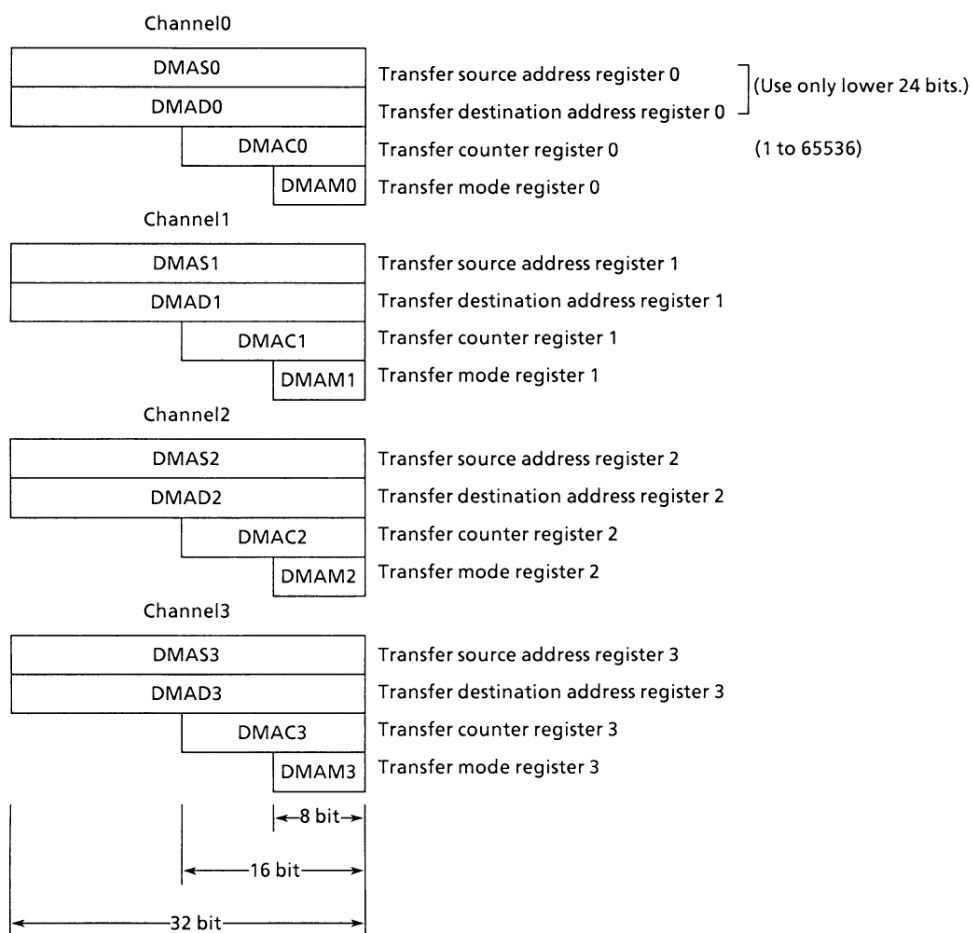 Channel0
DMAS0 Transfer source address register 0
(Use only lower 24 bits.)
DMAD0 Transfer destination address register 0
DMAC0 Transfer counter register 0 (1 to 65536)
DMAM0 Transfer mode register 0
Channel1
DMAS1 Transfer source address register 1
DMAD1 Transfer destination address register 1
DMAC1 Transfer counter register 1
DMAM1 Transfer mode register 1
Channel2
DMAS2 Transfer source address register 2
DMAD2 Transfer destination address register 2
DMAC2 Transfer counter register 2
DMAM2 Transfer mode register 2
Channel3
DMAS3 Transfer source address register 3
DMAD3 Transfer destination address register 3
DMAC3 Transfer counter register 3
DMAM3 Transfer mode register 3
8 bit
16 bit
32 bit